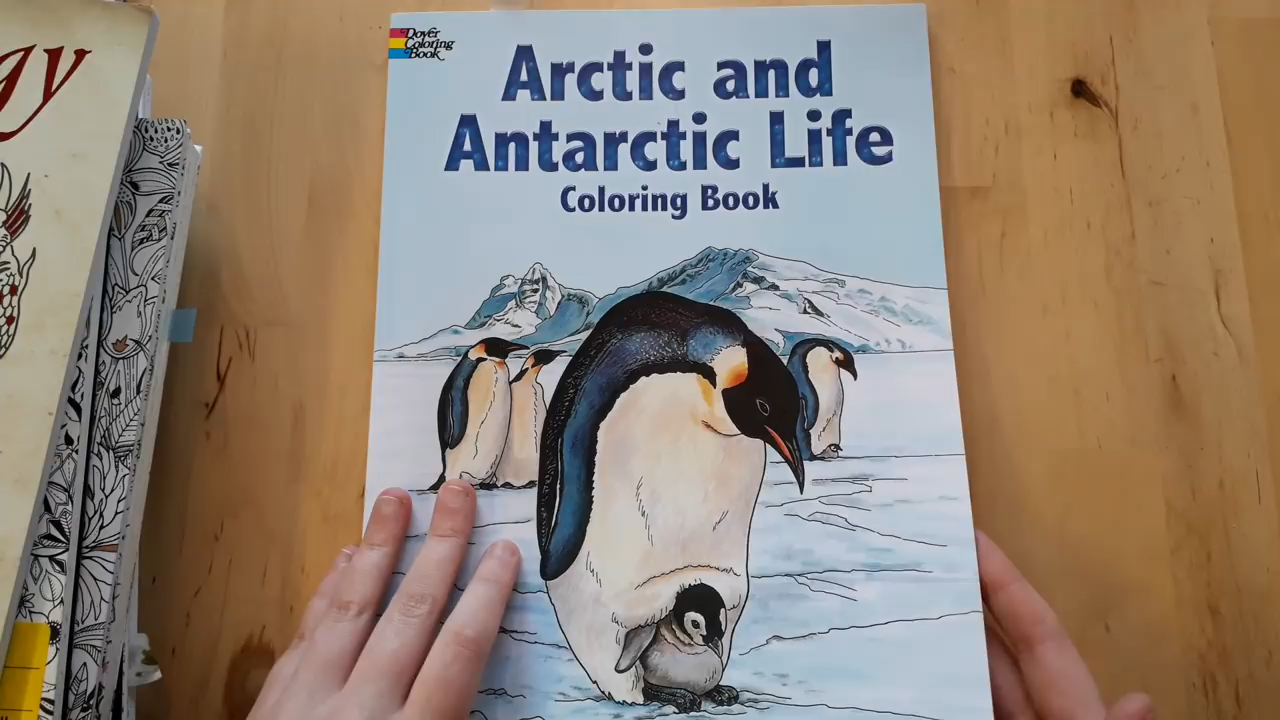 Dover
Coloring
Book
Arctic and
Antarctic Life
Coloring Book